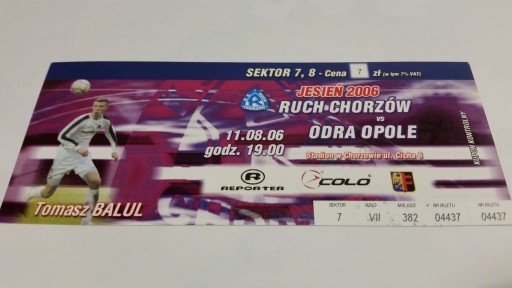 SEKTOR 7, 8 - Cena 7 zł (w tym 7% VAT)
JESIEŃ 2006
RUCH CHORZÓW
vs
ODRA OPOLE
11.08.06
godz. 19.00
Stadion w Chorzowie ul. Cicha 6
KUPON KONTROLNY
R
REPORTER
COLO
Tomasz BALUL
SEKTOR RZĄD MIEJSCE NR BILETU NR BILETU
7 VII 382 04437 04437